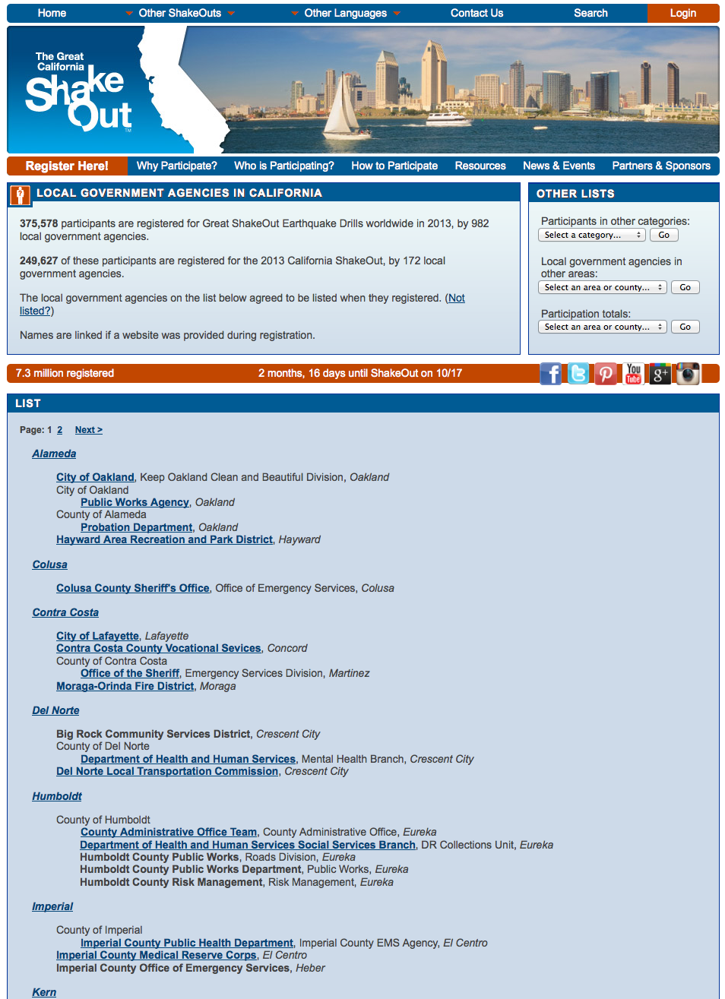 Home Other ShakeOuts Other Languages Contact Us Search Login
The Great
California
Shake
Out
TM
Register Here! Why Participate? Who is Participating? How to Participate Resources News & Events Partners & Sponsors
LOCAL GOVERNMENT AGENCIES IN CALIFORNIA
375,578 participants are registered for Great ShakeOut Earthquake Drills worldwide in 2013, by 982
local government agencies.
249,627 of these participants are registered for the 2013 California ShakeOut, by 172 local
government agencies.
The local government agencies on the list below agreed to be listed when they registered. (Not
listed?)
Names are linked if a website was provided during registration.
OTHER LISTS
Participants in other categories:
Select a category... Go
Local government agencies in
other areas:
Select an area or county... Go
Participation totals:
Select an area or county... Go
7.3 million registered 2 months, 16 days until ShakeOut on 10/17 You Tube g+
LIST
Page: 1 2 Next >
Alameda
City of Oakland, Keep Oakland Clean and Beautiful Division, Oakland
City of Oakland
Public Works Agency, Oakland
County of Alameda
Probation Department, Oakland
Hayward Area Recreation and Park District, Hayward
Colusa
Colusa County Sheriff's Office, Office of Emergency Services, Colusa
Contra Costa
City of Lafayette, Lafayette
Contra Costa County Vocational Sevices, Concord
County of Contra Costa
Office of the Sheriff, Emergency Services Division, Martinez
Moraga-Orinda Fire District, Moraga
Del Norte
Big Rock Community Services District, Crescent City
County of Del Norte
Department of Health and Human Services, Mental Health Branch, Crescent City
Del Norte Local Transportation Commission, Crescent City
Humboldt
County of Humboldt
County Administrative Office Team, County Administrative Office, Eureka
Department of Health and Human Services Social Services Branch, DR Collections Unit, Eureka
Humboldt County Public Works, Roads Division, Eureka
Humboldt County Public Works Department, Public Works, Eureka
Humboldt County Risk Management, Risk Management, Eureka
Imperial
County of Imperial
Imperial County Public Health Department, Imperial County EMS Agency, El Centro
Imperial County Medical Reserve Corps, El Centro
Imperial County Office of Emergency Services, Heber
Kern